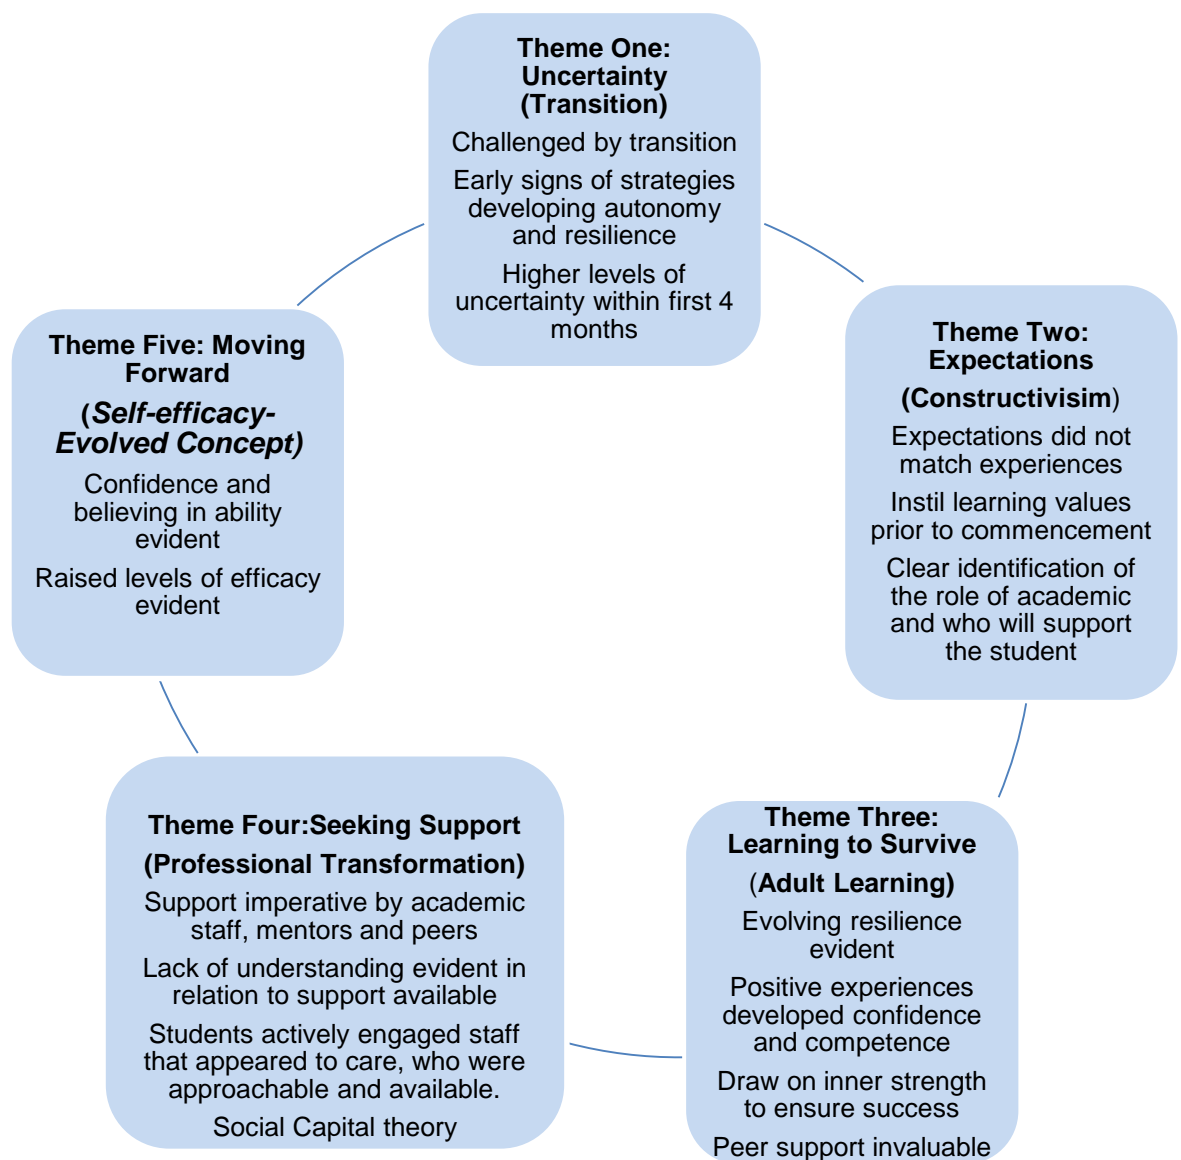 Theme One:
Uncertainty
(Transition)
Challenged by transition
Early signs of strategies
developing autonomy
and resilience
Higher levels of
uncertainty within first 4
months
Theme Two:
Expectations
(Constructivisim)
Expectations did not
match experiences
Instil learning values
prior to commencement
Clear identification of
the role of academic
and who will support
the student
Theme Three:
Learning to Survive
(Adult Learning)
Evolving resilience
evident
Positive experiences
developed confidence
and competence
Draw on inner strength
to ensure success
Peer support invaluable
Theme Four:Seeking Support
(Professional Transformation)
Support imperative by academic
staff, mentors and peers
Lack of understanding evident in
relation to support available
Students actively engaged staff
that appeared to care, who were
approachable and available.
Social Capital theory
Theme Five: Moving
Forward
(Self-efficacy-
Evolved Concept)
Confidence and
believing in ability
evident
Raised levels of efficacy
evident